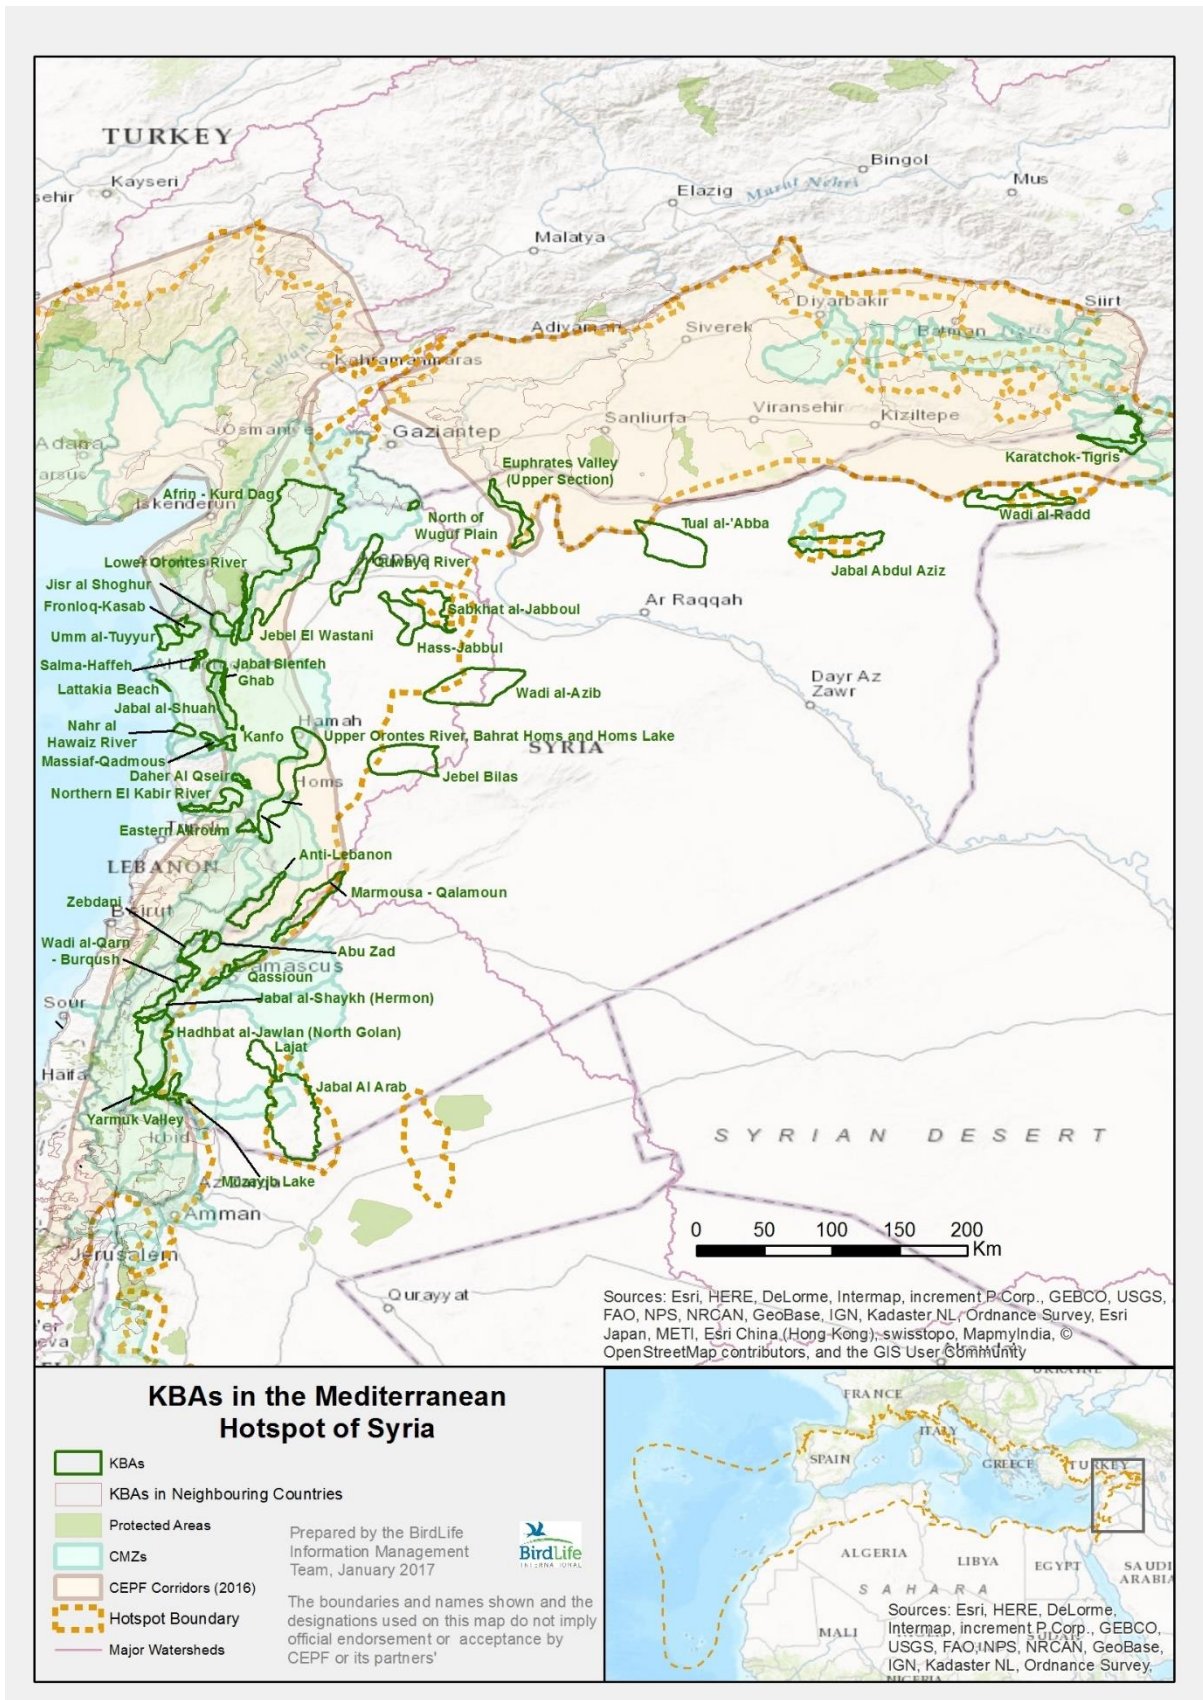 TURKEY
Kayseri
sehir
Bingol
Elazig
Murat Nehri
Mus
Malatya
Diyarbakir
Siirt
Adiyaman
Siverek
Batman
Kahramanmaras
Sanliurfa
Viransehir
Kiziltepe
Osmaniye
Gaziantep
Adana
arsus
Karatchok-Tigris
Euphrates Valley
(Upper Section)
Afrin - Kurd Dag
Iskenderun
North of
Wuguf Plain
Tual al-'Abba
Wadi al-Radd
Lower Orontes River
Quwayq River
Jabal Abdul Aziz
Jisr al Shoghur
Fronloq-Kasab
Sabkhat al-Jabboul
Ar Raqqah
Umm al-Tuyyur
Jebel El Wastani
Hass-Jabbul
Salma-Haffeh
Jabal Slenfeh
Ghab
Lattakia Beach
Wadi al-Azib
Dayr Az
Zawr
Jabal al-Shuah
Nahr al
Hawaiz River
Kanfo
Hamah
Upper Orontes River, Bahrat Homs and Homs Lake
SYRIA
Massiaf-Qadmous
Daher Al Qseir
Jebel Bilas
Homs
Northern El Kabir River
Eastern Akroum
LEBANON
Anti-Lebanon
Marmousa - Qalamoun
Zebdani
Beirut
Wadi al-Qarn
- Burqush
Abu Zad
Damascus
Qassioun
Sour
Jabal al-Shaykh (Hermon)
Hadhbat al-Jawlan (North Golan)
Lajat
Haifa
Jabal Al Arab
Yarmuk Valley
Irbid
SYRIAN DESERT
Muzayjb Lake
Amman
Jerusalem
0 50 100 150 200
Km
Qurayyat
Sources: Esri, HERE, DeLorme, Intermap, increment P Corp., GEBCO, USGS,
FAO, NPS, NRCAN, GeoBase, IGN, Kadaster NL, Ordnance Survey, Esri
Japan, METI, Esri China (Hong Kong), swisstopo, MapmyIndia, ©
OpenStreetMap contributors, and the GIS User Community
KBAs in the Mediterranean
Hotspot of Syria
KBAs
KBAs in Neighbouring Countries
Protected Areas
CMZs
CEPF Corridors (2016)
Hotspot Boundary
Major Watersheds
Prepared by the BirdLife
Information Management
Team, January 2017
BirdLife
INTERNATIONAL
The boundaries and names shown and the
designations used on this map do not imply
official endorsement or acceptance by
CEPF or its partners'
UKRAINE
FRANCE
ITALY
SPAIN
GREECE
TURKEY
ALGERIA
LIBYA
EGYPT
SAUDI
ARABIA
SAHARA
MALI
Sources: Esri, HERE, DeLorme,
Intermap, increment P Corp., GEBCO,
USGS, FAO, NPS, NRCAN, GeoBase,
IGN, Kadaster NL, Ordnance Survey,